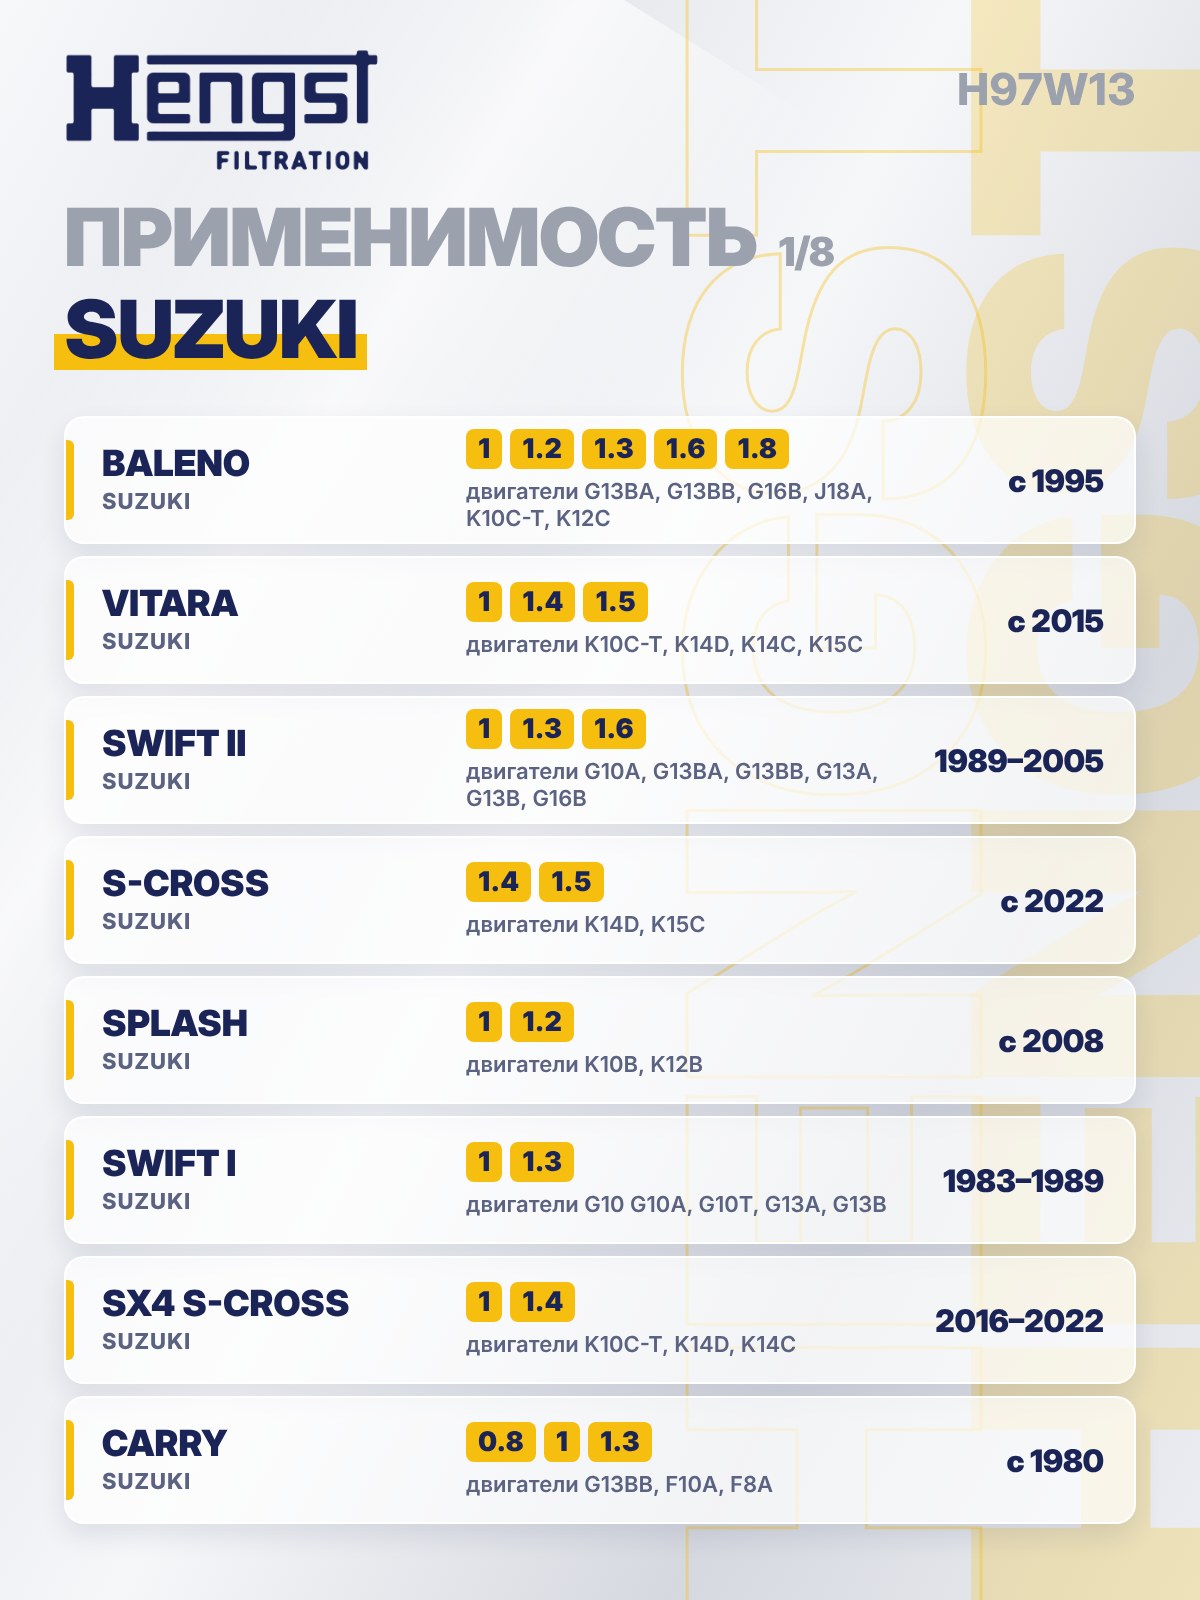 Hengst
FILTRATION
H97W13
ПРИМЕНИМОСТЬ 1/8
SUZUKI
BALENO
SUZUKI
1 1.2 1.3 1.6 1.8
двигатели G13BA, G13BB, G16B, J18A,
K10C-T, K12C
с 1995
VITARA
SUZUKI
1 1.4 1.5
двигатели K10C-T, K14D, K14C, K15C
с 2015
SWIFT II
SUZUKI
1 1.3 1.6
двигатели G10A, G13BA, G13BB, G13A,
G13B, G16B
1989–2005
S-CROSS
SUZUKI
1.4 1.5
двигатели K14D, K15C
с 2022
SPLASH
SUZUKI
1 1.2
двигатели K10B, K12B
с 2008
SWIFT I
SUZUKI
1 1.3
двигатели G10 G10A, G10T, G13A, G13B
1983–1989
SX4 S-CROSS
SUZUKI
1 1.4
двигатели K10C-T, K14D, K14C
2016–2022
CARRY
SUZUKI
0.8 1 1.3
двигатели G13BB, F10A, F8A
с 1980
HENGST
HENGST